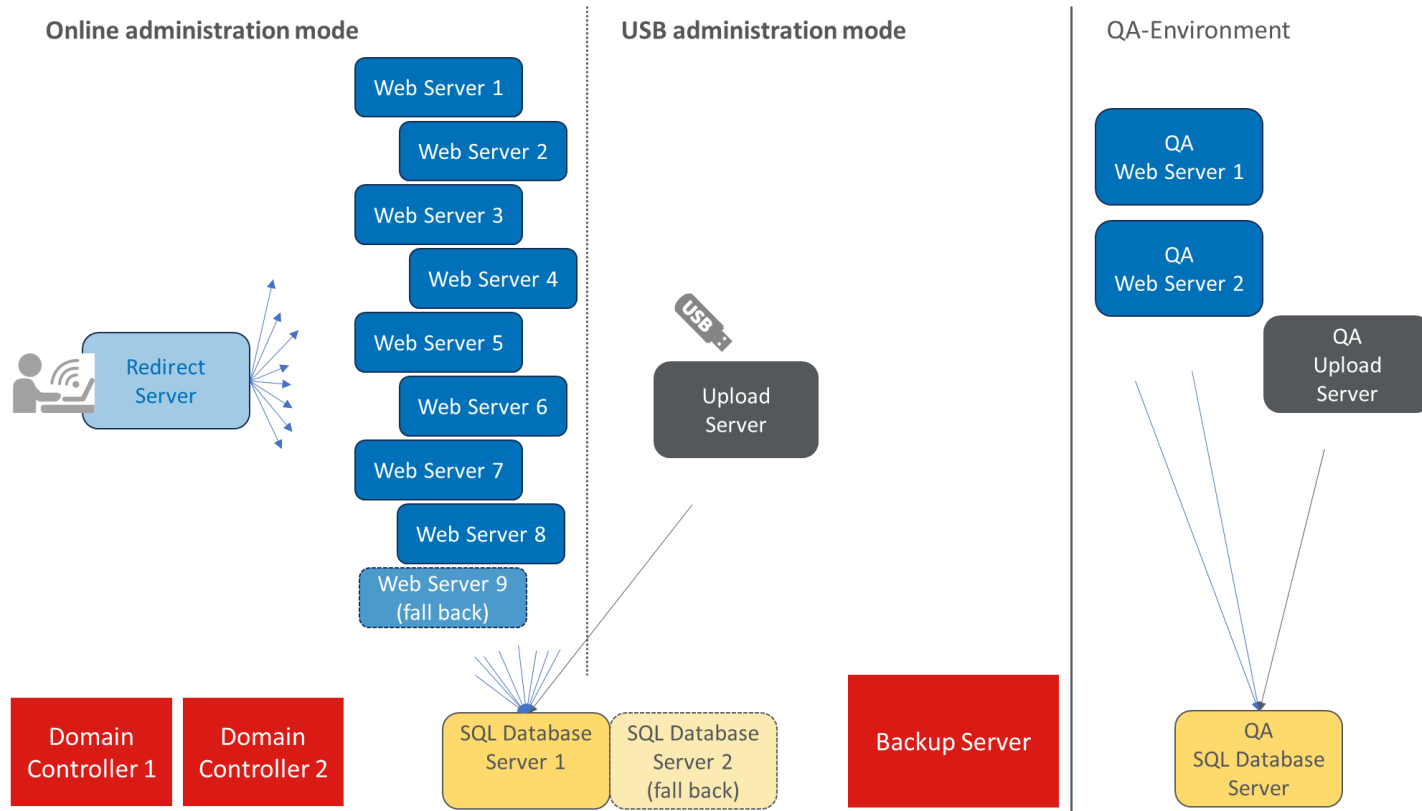 Online administration mode
USB administration mode
QA-Environment
Web Server 1
Web Server 2
Web Server 3
Web Server 4
Web Server 5
Web Server 6
Web Server 7
Web Server 8
Web Server 9
(fall back)
Redirect
Server
USB
Upload
Server
QA
Web Server 1
QA
Web Server 2
QA
Upload
Server
Domain
Controller 1
Domain
Controller 2
SQL Database
Server 1
SQL Database
Server 2
(fall back)
Backup Server
QA
SQL Database
Server